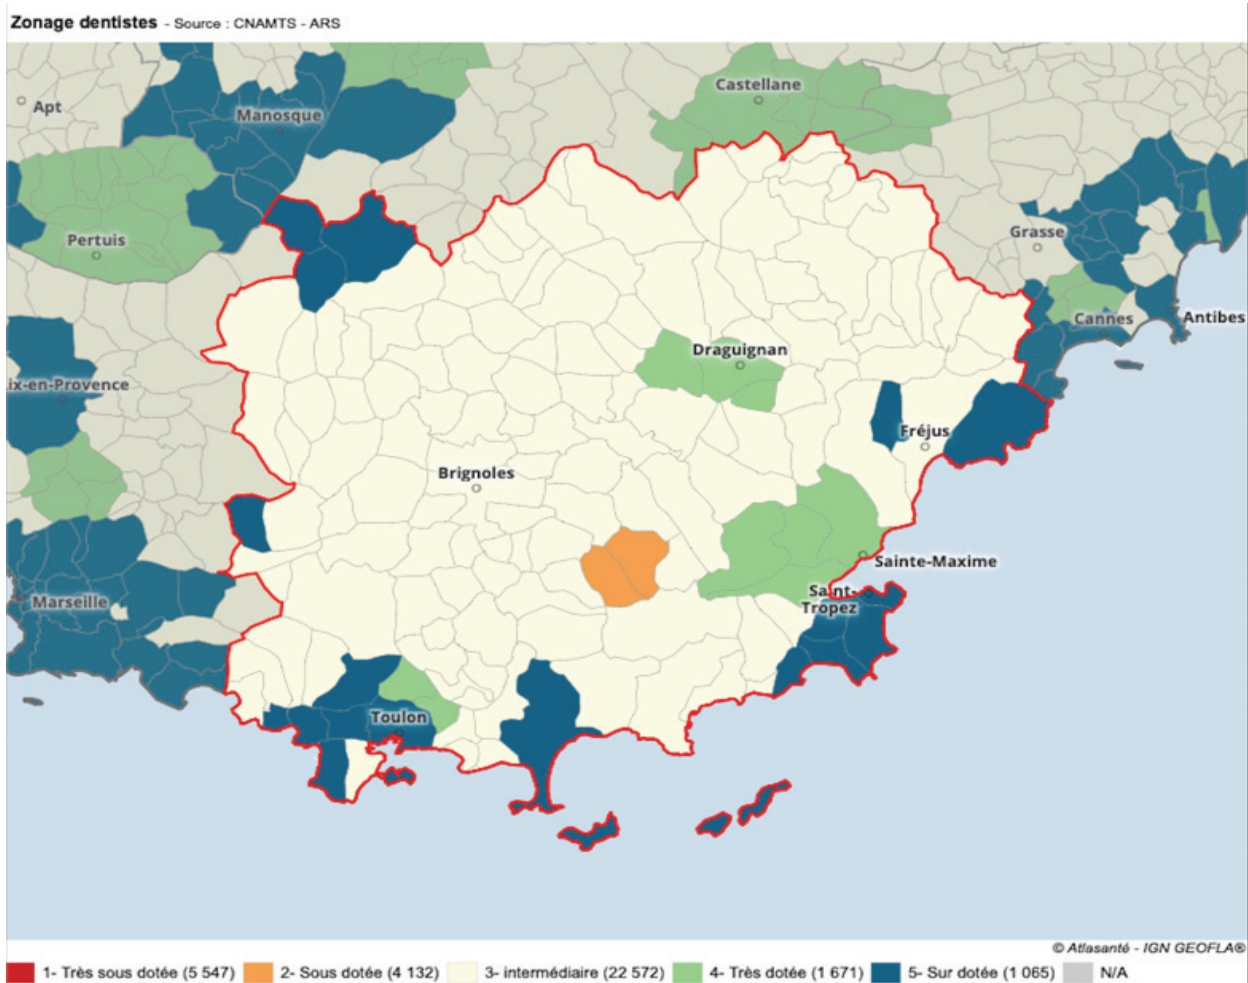 Zonage dentistes - Source : CNAMTS - ARS
Castellane
Apt
Manosque
Grasse
Pertuis
Cannes
Antibes
Draguignan
ix-en-Provence
Fréjus
Brignoles
Sainte-Maxime
Marseille
Saint-
Tropez
Toulon
© Atlasanté - IGN GEOFLA®
1- Très sous dotée (5 547) 2- Sous dotée (4 132) 3- intermédiaire (22 572) 4- Très dotée (1 671) 5- Sur dotée (1 065) N/A